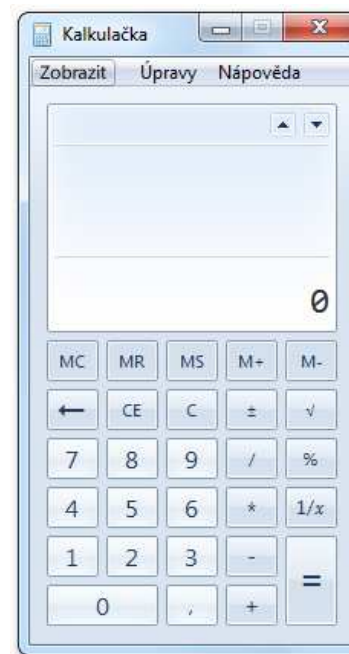 Kalkulačka
Zobrazit Úpravy Nápověda
0
MC MR MS M+ M-
← CE C ± √
7 8 9 / %
4 5 6 * 1/x
1 2 3 - =
0 , +